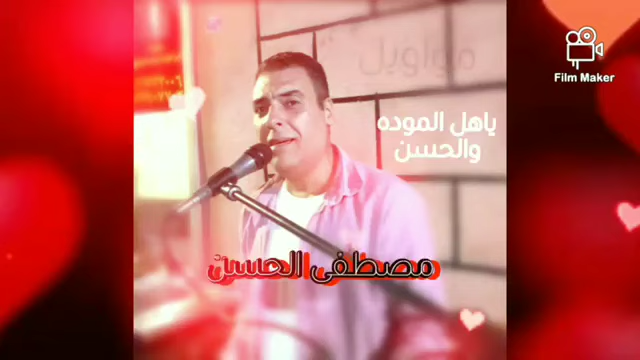 Film Maker
مواويل
ياهل الموده
والحسن
مصطفى الحسن